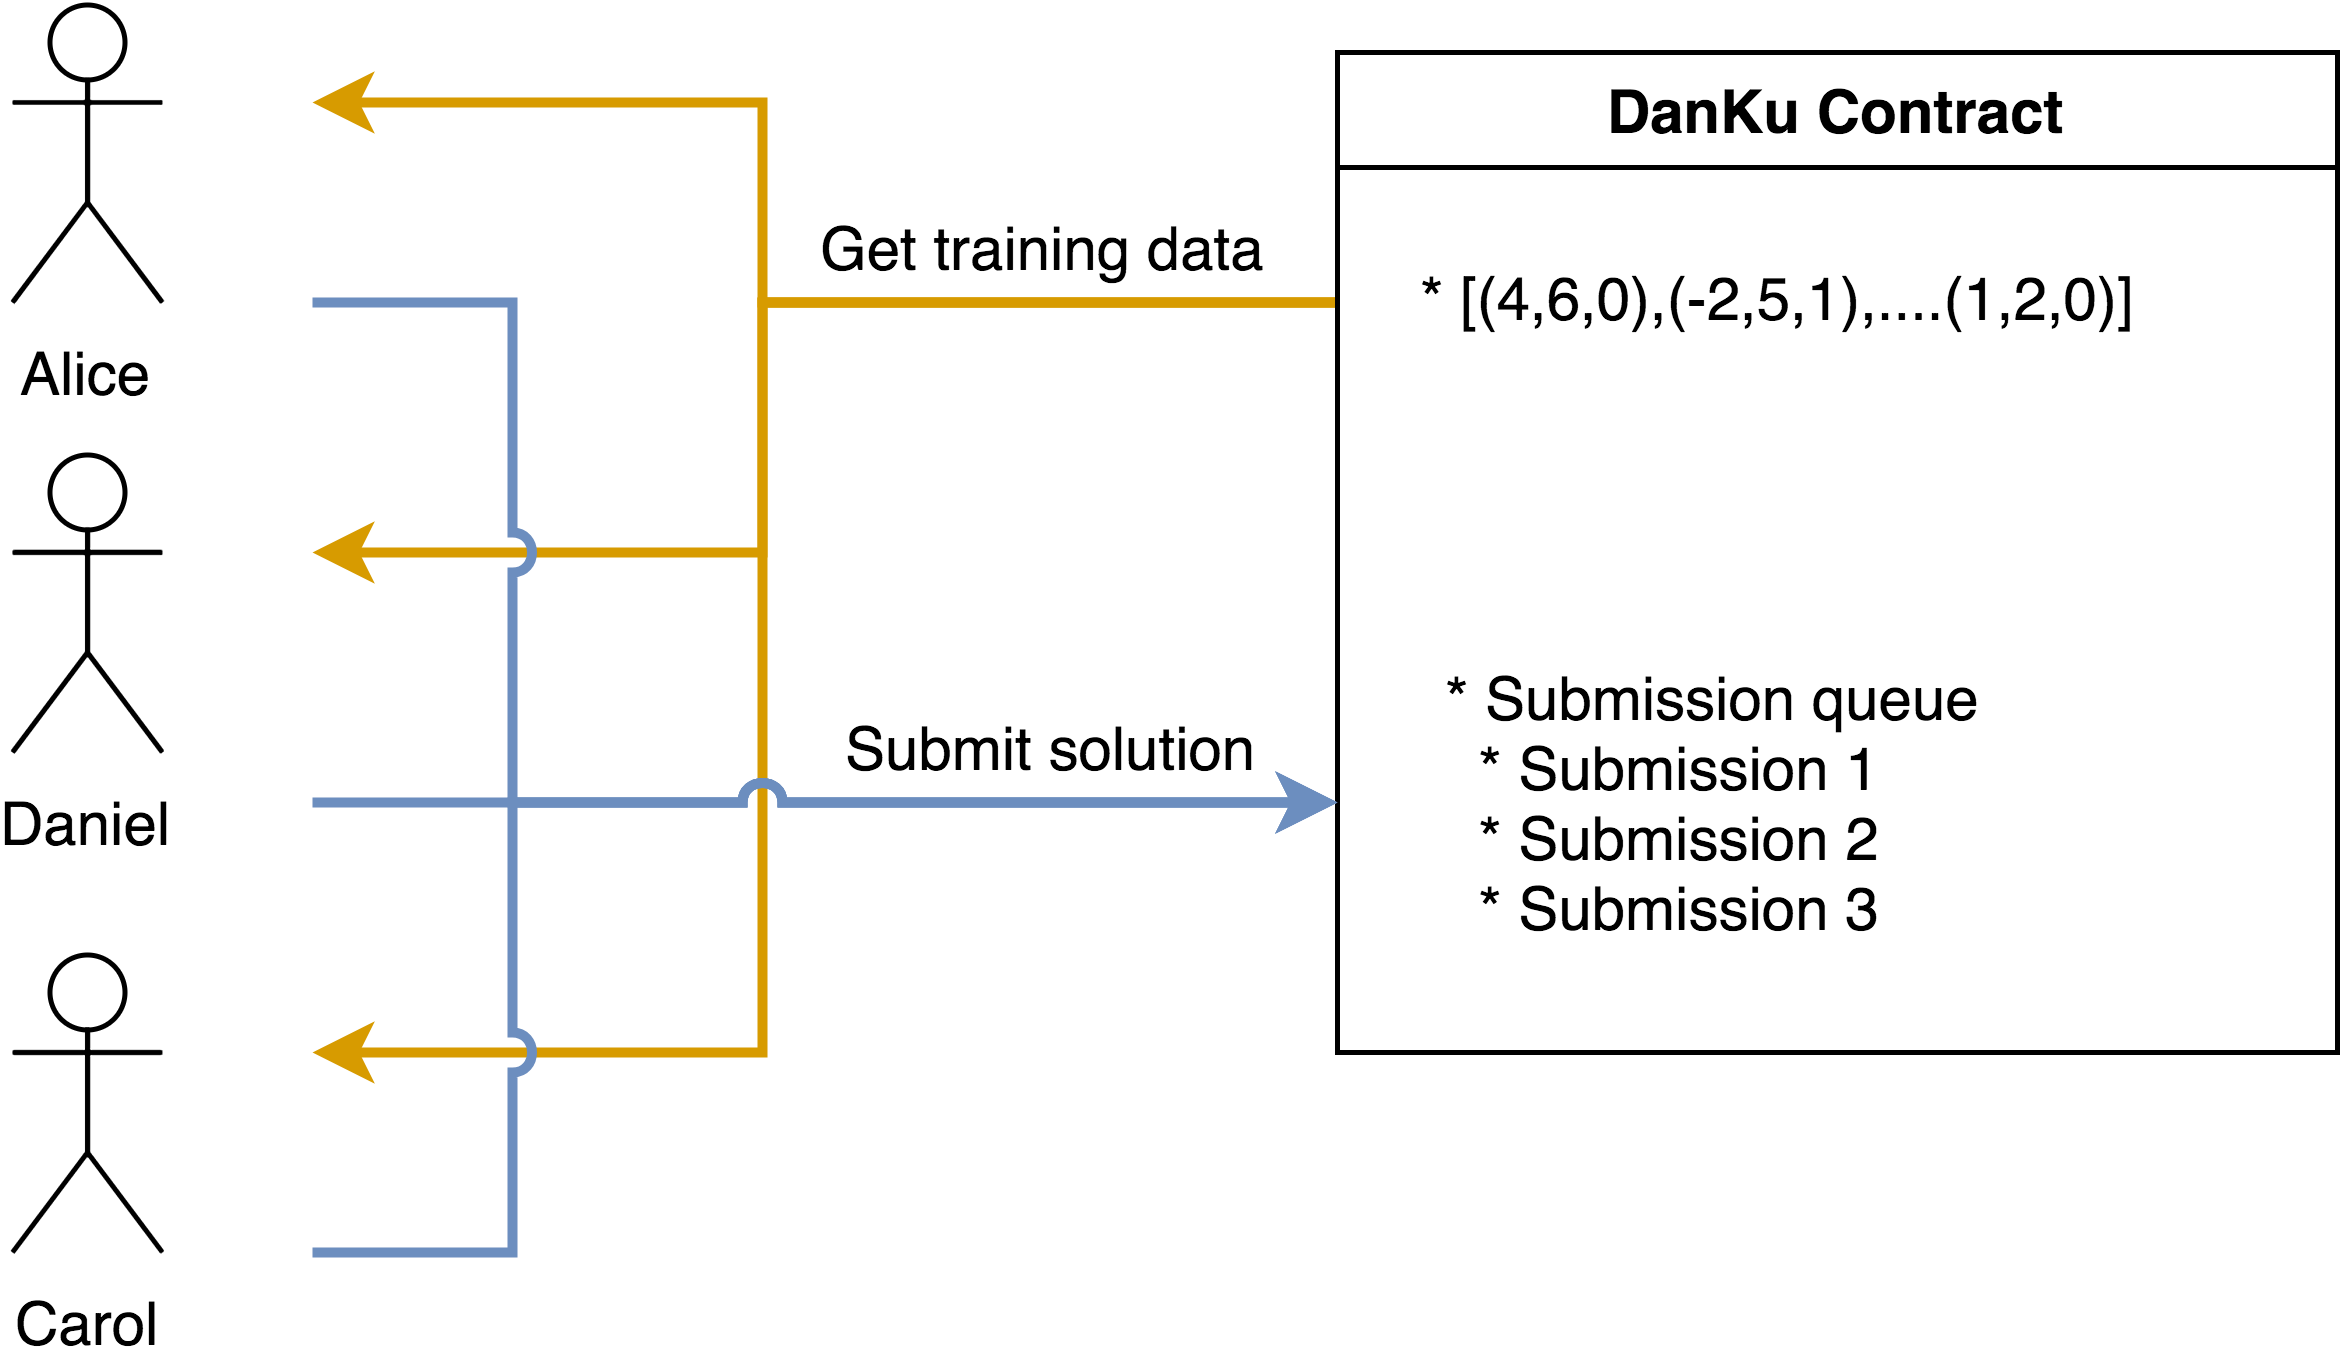 DanKu Contract
Get training data
* [(4,6,0),(-2,5,1),....(1,2,0)]
Alice
* Submission queue
Submit solution
* Submission 1
* Submission 2
Daniel
* Submission 3
Carol